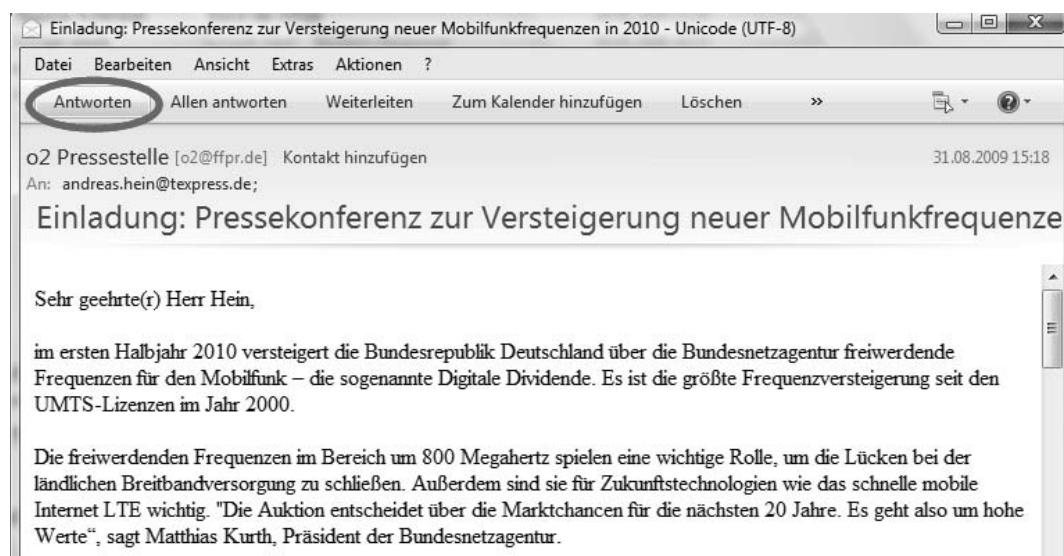 Einladung: Pressekonferenz zur Versteigerung neuer Mobilfunkfrequenzen in 2010 - Unicode (UTF-8)
Datei Bearbeiten Ansicht Extras Aktionen ?
Antworten Allen antworten Weiterleiten Zum Kalender hinzufügen Löschen »
o2 Pressestelle [o2@ffpr.de] Kontakt hinzufügen 31.08.2009 15:18
An: andreas.hein@texpress.de;
Einladung: Pressekonferenz zur Versteigerung neuer Mobilfunkfrequenze
Sehr geehrte(r) Herr Hein,
im ersten Halbjahr 2010 versteigert die Bundesrepublik Deutschland über die Bundesnetzagentur freiwerdende
Frequenzen für den Mobilfunk – die sogenannte Digitale Dividende. Es ist die größte Frequenzversteigerung seit den
UMTS-Lizenzen im Jahr 2000.
Die freiwerdenden Frequenzen im Bereich um 800 Megahertz spielen eine wichtige Rolle, um die Lücken bei der
ländlichen Breitbandversorgung zu schließen. Außerdem sind sie für Zukunftstechnologien wie das schnelle mobile
Internet LTE wichtig. "Die Auktion entscheidet über die Marktchancen für die nächsten 20 Jahre. Es geht also um hohe
Werte“, sagt Matthias Kurth, Präsident der Bundesnetzagentur.